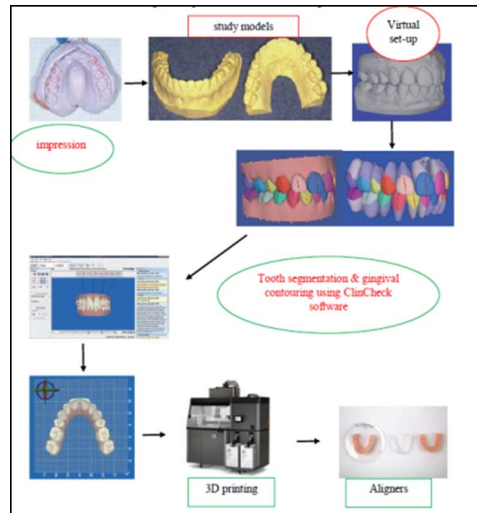 study models
Virtual
set-up
impression
Tooth segmentation & gingival
contouring using ClinCheck
software
3D printing
Aligners